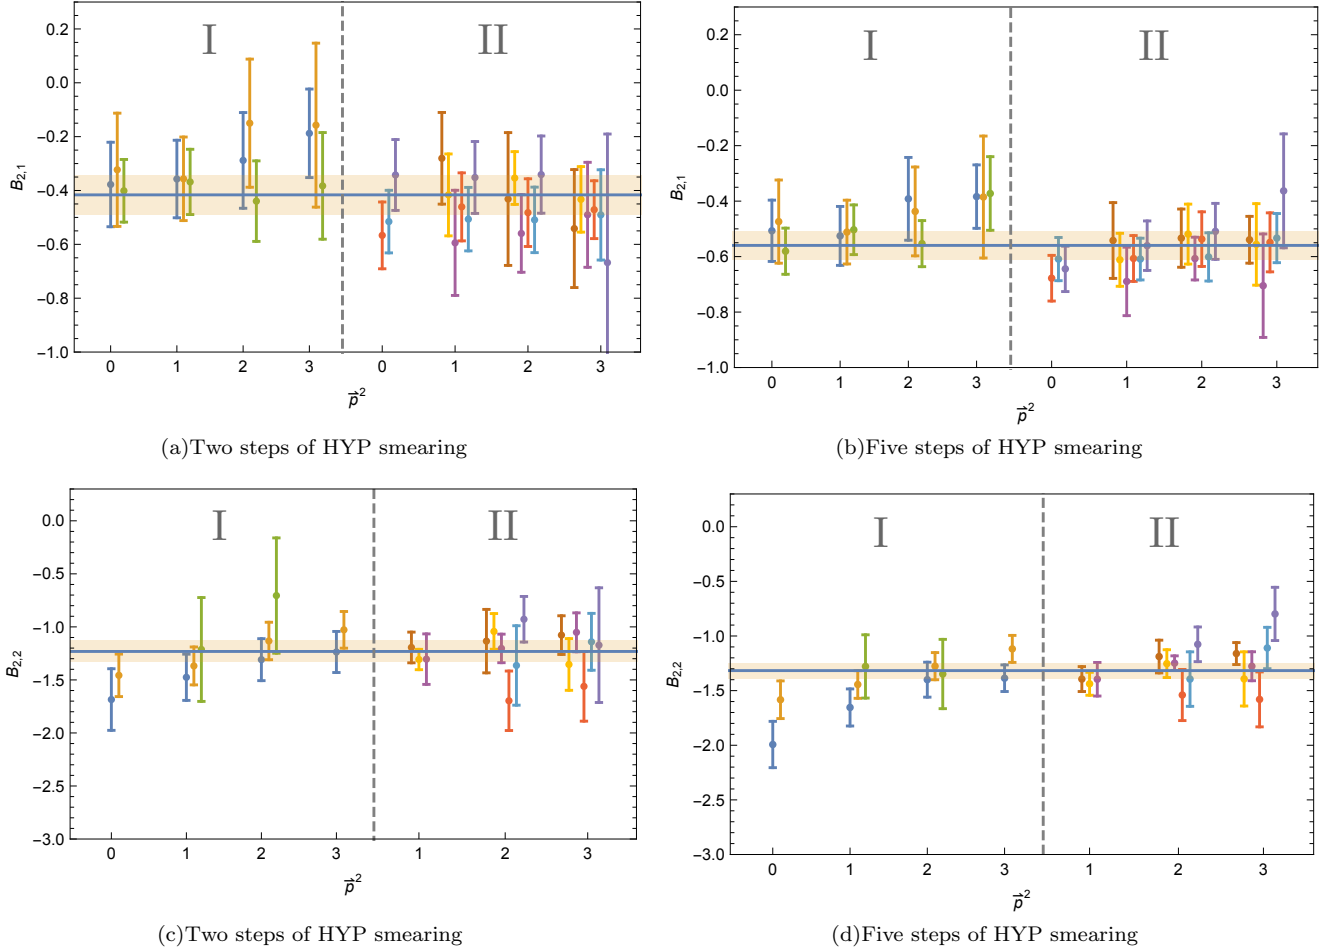 I II
B2,1
0.2
0.0
−0.2
−0.4
−0.6
−0.8
−1.0
0 1 2 3 0 1 2 3
p⃗ 2
(a)Two steps of HYP smearing
I II
B2,1
0.2
0.0
−0.2
−0.4
−0.6
−0.8
−1.0
0 1 2 3 0 1 2 3
p⃗ 2
(b)Five steps of HYP smearing
I II
B2,2
0.0
−0.5
−1.0
−1.5
−2.0
−2.5
−3.0
0 1 2 3 1 2 3
p⃗ 2
(c)Two steps of HYP smearing
I II
B2,2
0.0
−0.5
−1.0
−1.5
−2.0
−2.5
−3.0
0 1 2 3 1 2 3
p⃗ 2
(d)Five steps of HYP smearing